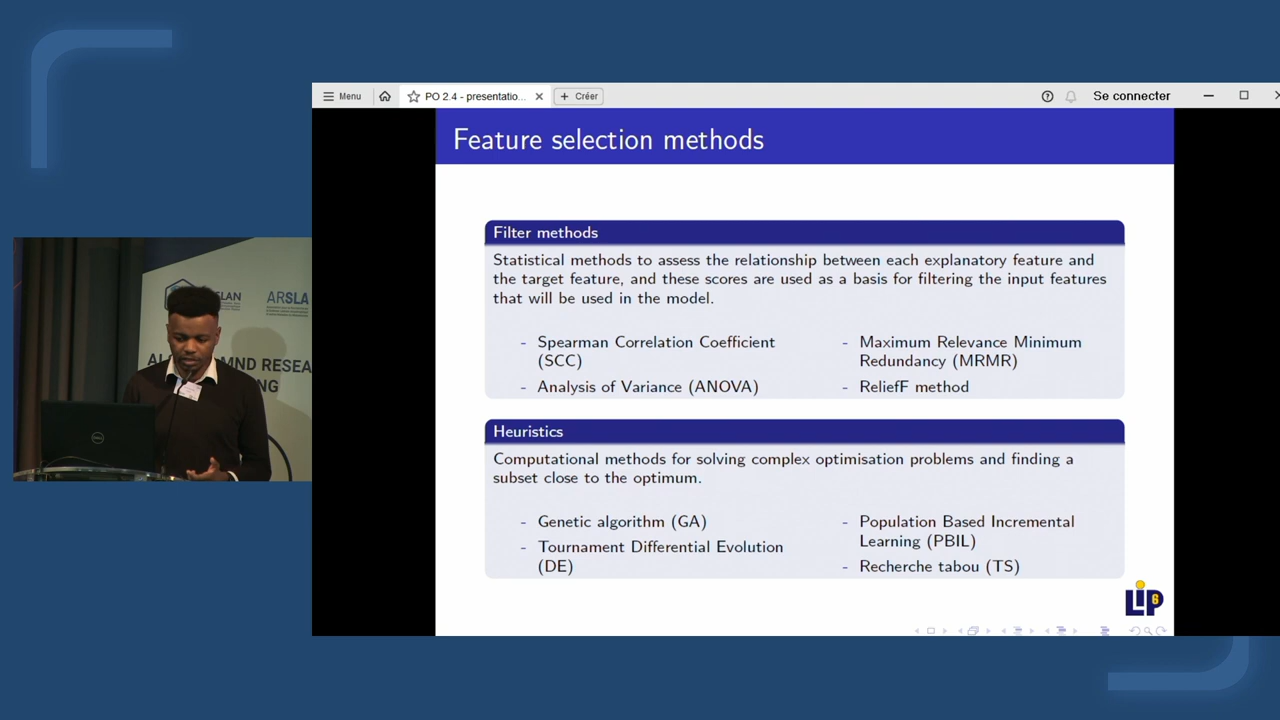 Menu
PO 2.4 - presentatio...
Créer
Se connecter
Feature selection methods
Filter methods
Statistical methods to assess the relationship between each explanatory feature and
the target feature, and these scores are used as a basis for filtering the input features
that will be used in the model.
- Spearman Correlation Coefficient
(SCC)
- Analysis of Variance (ANOVA)
- Maximum Relevance Minimum
Redundancy (MRMR)
- ReliefF method
Heuristics
Computational methods for solving complex optimisation problems and finding a
subset close to the optimum.
- Genetic algorithm (GA)
- Tournament Differential Evolution
(DE)
- Population Based Incremental
Learning (PBIL)
- Recherche tabou (TS)
LIP6
ARSLA
MND RESEA
NG
DELL